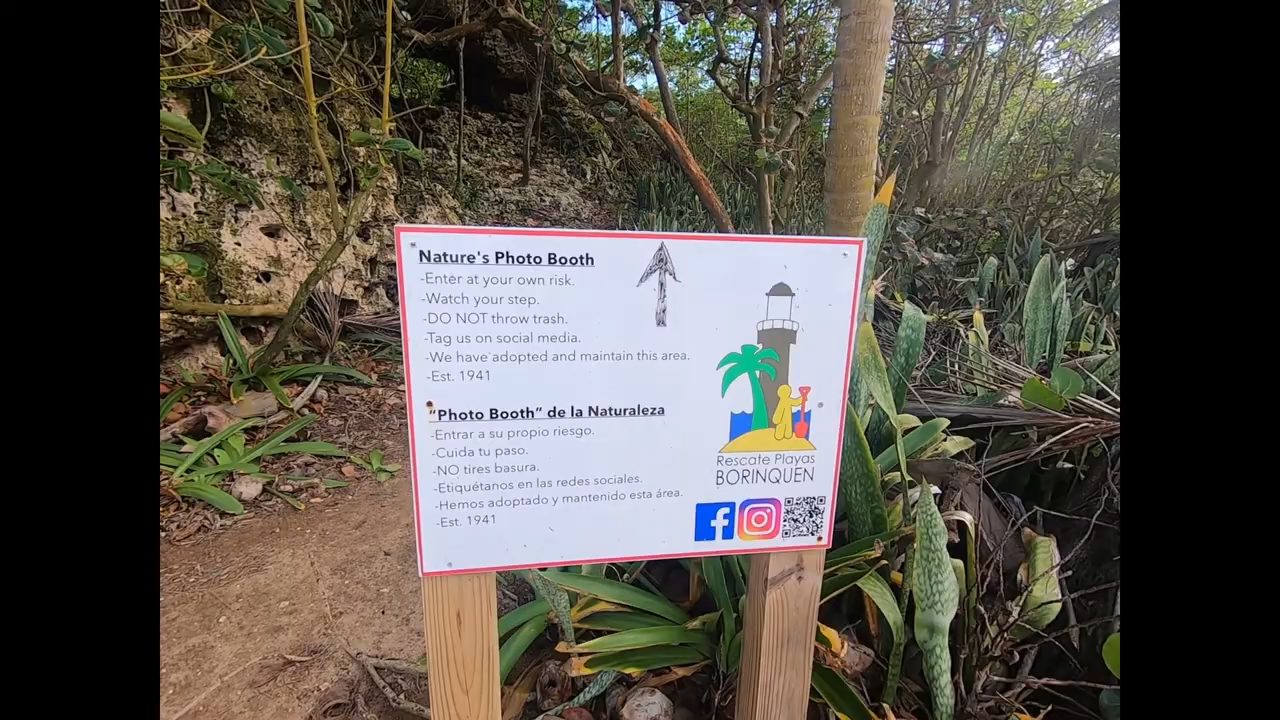 Nature's Photo Booth
-Enter at your own risk.
-Watch your step.
-DO NOT throw trash.
-Tag us on social media.
-We have adopted and maintain this area.
-Est. 1941
"Photo Booth" de la Naturaleza
-Entrar a su propio riesgo.
-Cuida tu paso.
-NO tires basura.
-Etiquétanos en las redes sociales.
-Hemos adoptado y mantenido esta área.
-Est. 1941
Rescate Playas
BORINQUEN